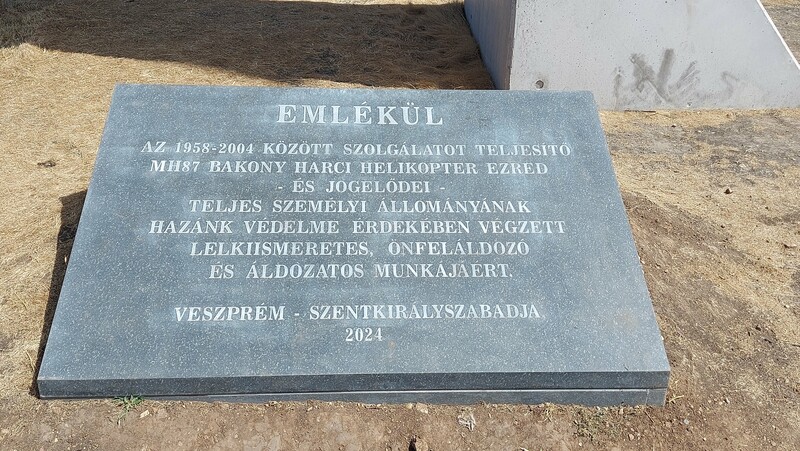 EMLÉKÜL
AZ 1958-2004 KÖZÖTT SZOLGÁLATOT TELJESÍTŐ
MH87 BAKONY HARCI HELIKOPTER EZRED
- ÉS JOGELŐDEI -
TELJES SZEMÉLYI ÁLLOMÁNYÁNAK
HAZÁNK VÉDELME ÉRDEKÉBEN VÉGZETT
LELKIISMERETES, ÖNFELÁLDOZÓ
ÉS ÁLDOZATOS MUNKÁJÁÉRT.
VESZPRÉM - SZENTKIRÁLYSZABADJA
2024